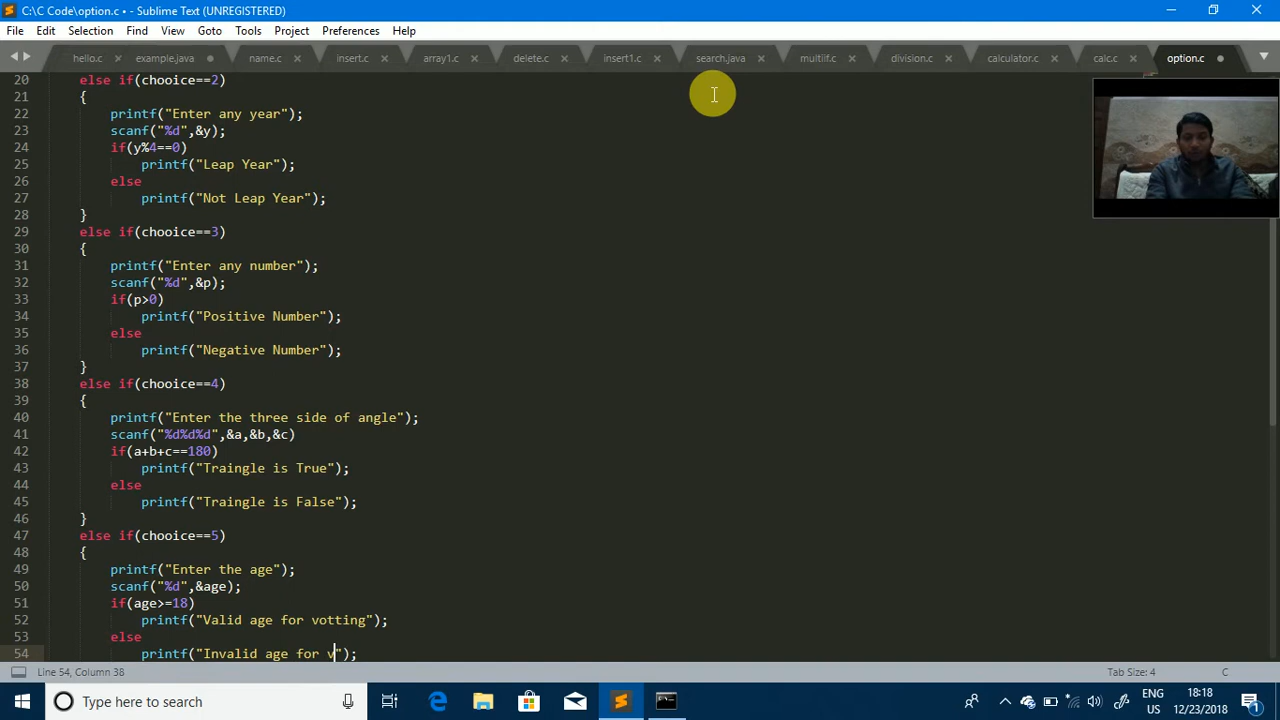 C:\C Code\option.c • - Sublime Text (UNREGISTERED)
File Edit Selection Find View Goto Tools Project Preferences Help
hello.c example.java name.c insert.c array1.c delete.c insert1.c search.java multiif.c division.c calculator.c calc.c option.c
20 else if(chooice==2)
21 {
22 printf("Enter any year");
23 scanf("%d",&y);
24 if(y%4==0)
25 printf("Leap Year");
26 else
27 printf("Not Leap Year");
28 }
29 else if(chooice==3)
30 {
31 printf("Enter any number");
32 scanf("%d",&p);
33 if(p>0)
34 printf("Positive Number");
35 else
36 printf("Negative Number");
37 }
38 else if(chooice==4)
39 {
40 printf("Enter the three side of angle");
41 scanf("%d%d%d",&a,&b,&c)
42 if(a+b+c==180)
43 printf("Traingle is True");
44 else
45 printf("Traingle is False");
46 }
47 else if(chooice==5)
48 {
49 printf("Enter the age");
50 scanf("%d",&age);
51 if(age>=18)
52 printf("Valid age for votting");
53 else
54 printf("Invalid age for v");
Line 54, Column 38 Tab Size: 4 C
Type here to search ENG 18:18
US 12/23/2018 1